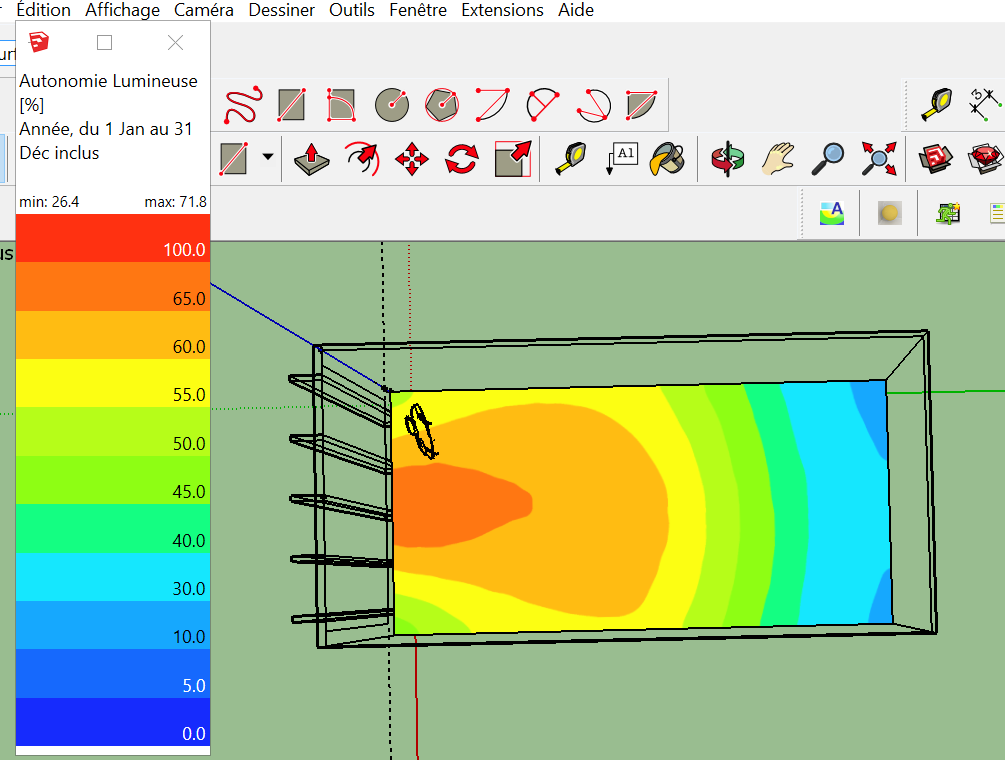 Édition Affichage Caméra Dessiner Outils Fenêtre Extensions Aide
Autonomie Lumineuse
[%]
Année, du 1 Jan au 31
Déc inclus
min: 26.4 max: 71.8
100.0
65.0
60.0
55.0
50.0
45.0
40.0
30.0
10.0
5.0
0.0
A1
3
A